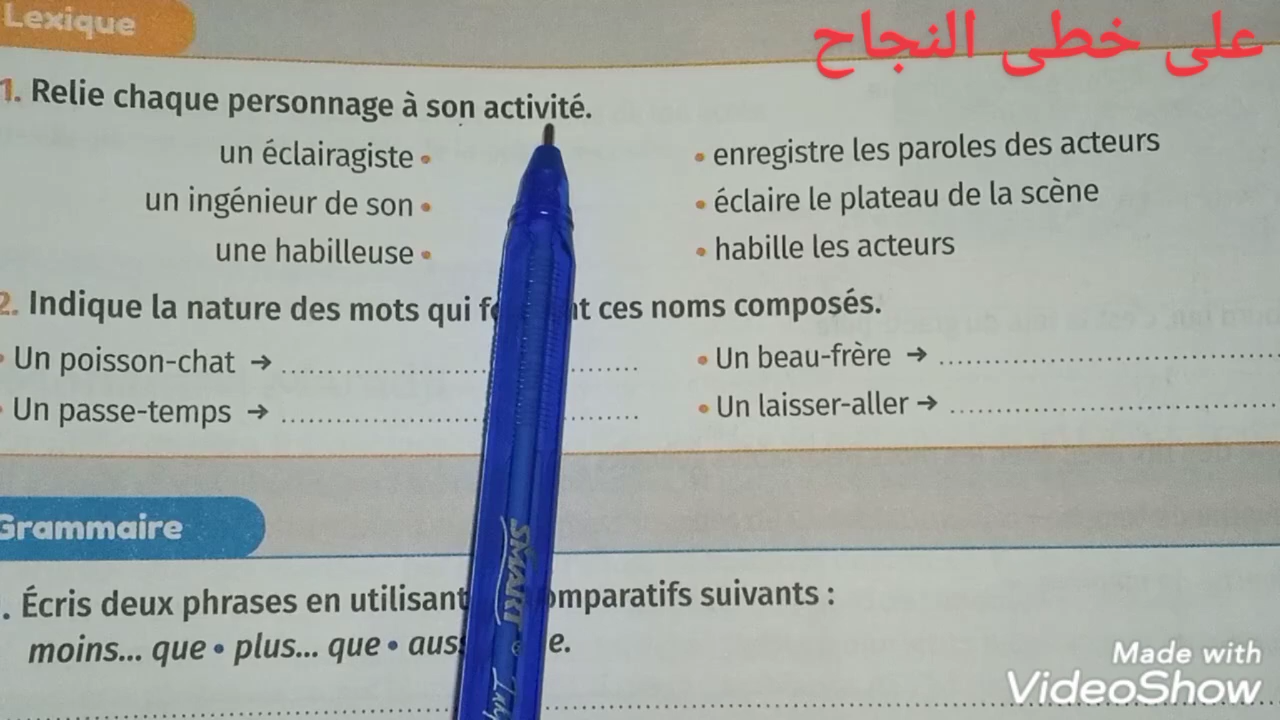 Lexique
على خطى النجاح
1. Relie chaque personnage à son activité.
un éclairagiste • • enregistre les paroles des acteurs
un ingénieur de son • • éclaire le plateau de la scène
une habilleuse • • habille les acteurs
2. Indique la nature des mots qui ces noms composés.
• Un poisson-chat → .................... • Un beau-frère → ....................
• Un passe-temps → .................... • Un laisser-aller → ....................
Grammaire
. Écris deux phrases en utilisant omparatifs suivants :
moins... que • plus... que • aus e.
SMART
Made with
VideoShow